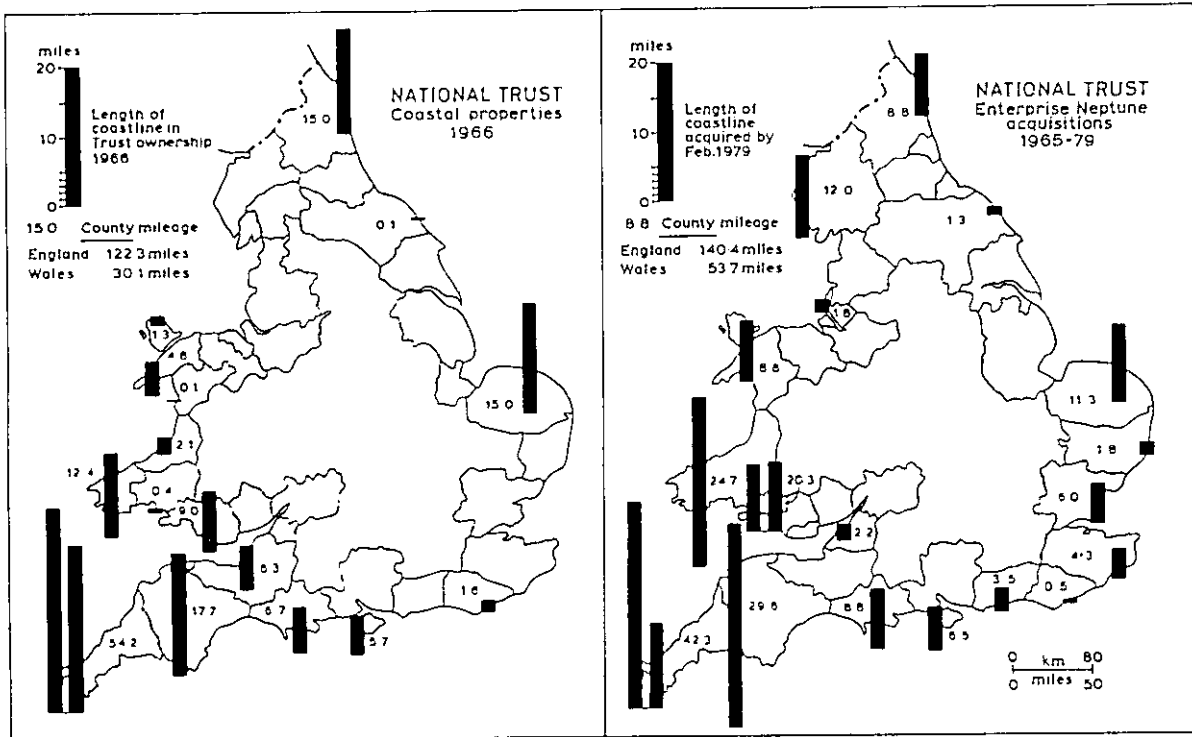 miles
20
10
0
Length of
coastline in
Trust ownership
1966
NATIONAL TRUST
Coastal properties
1966
15.0 County mileage
England 122.3 miles
Wales 30.1 miles
15.0
0.1
1.3
4.8
0.1
15.0
2.1
12.4
0.4
9.0
6.3
1.6
17.7
6.7
5.7
54.2
miles
20
10
0
Length of
coastline
acquired by
Feb. 1979
NATIONAL TRUST
Enterprise Neptune
acquisitions
1965-79
8.8 County mileage
England 140.4 miles
Wales 53.7 miles
8.8
12.0
1.3
1.6
8.8
11.3
1.8
24.7
20.3
6.0
2.2
4.3
3.5
0.5
29.6
8.8
6.5
42.3
0 km 80
0 miles 50